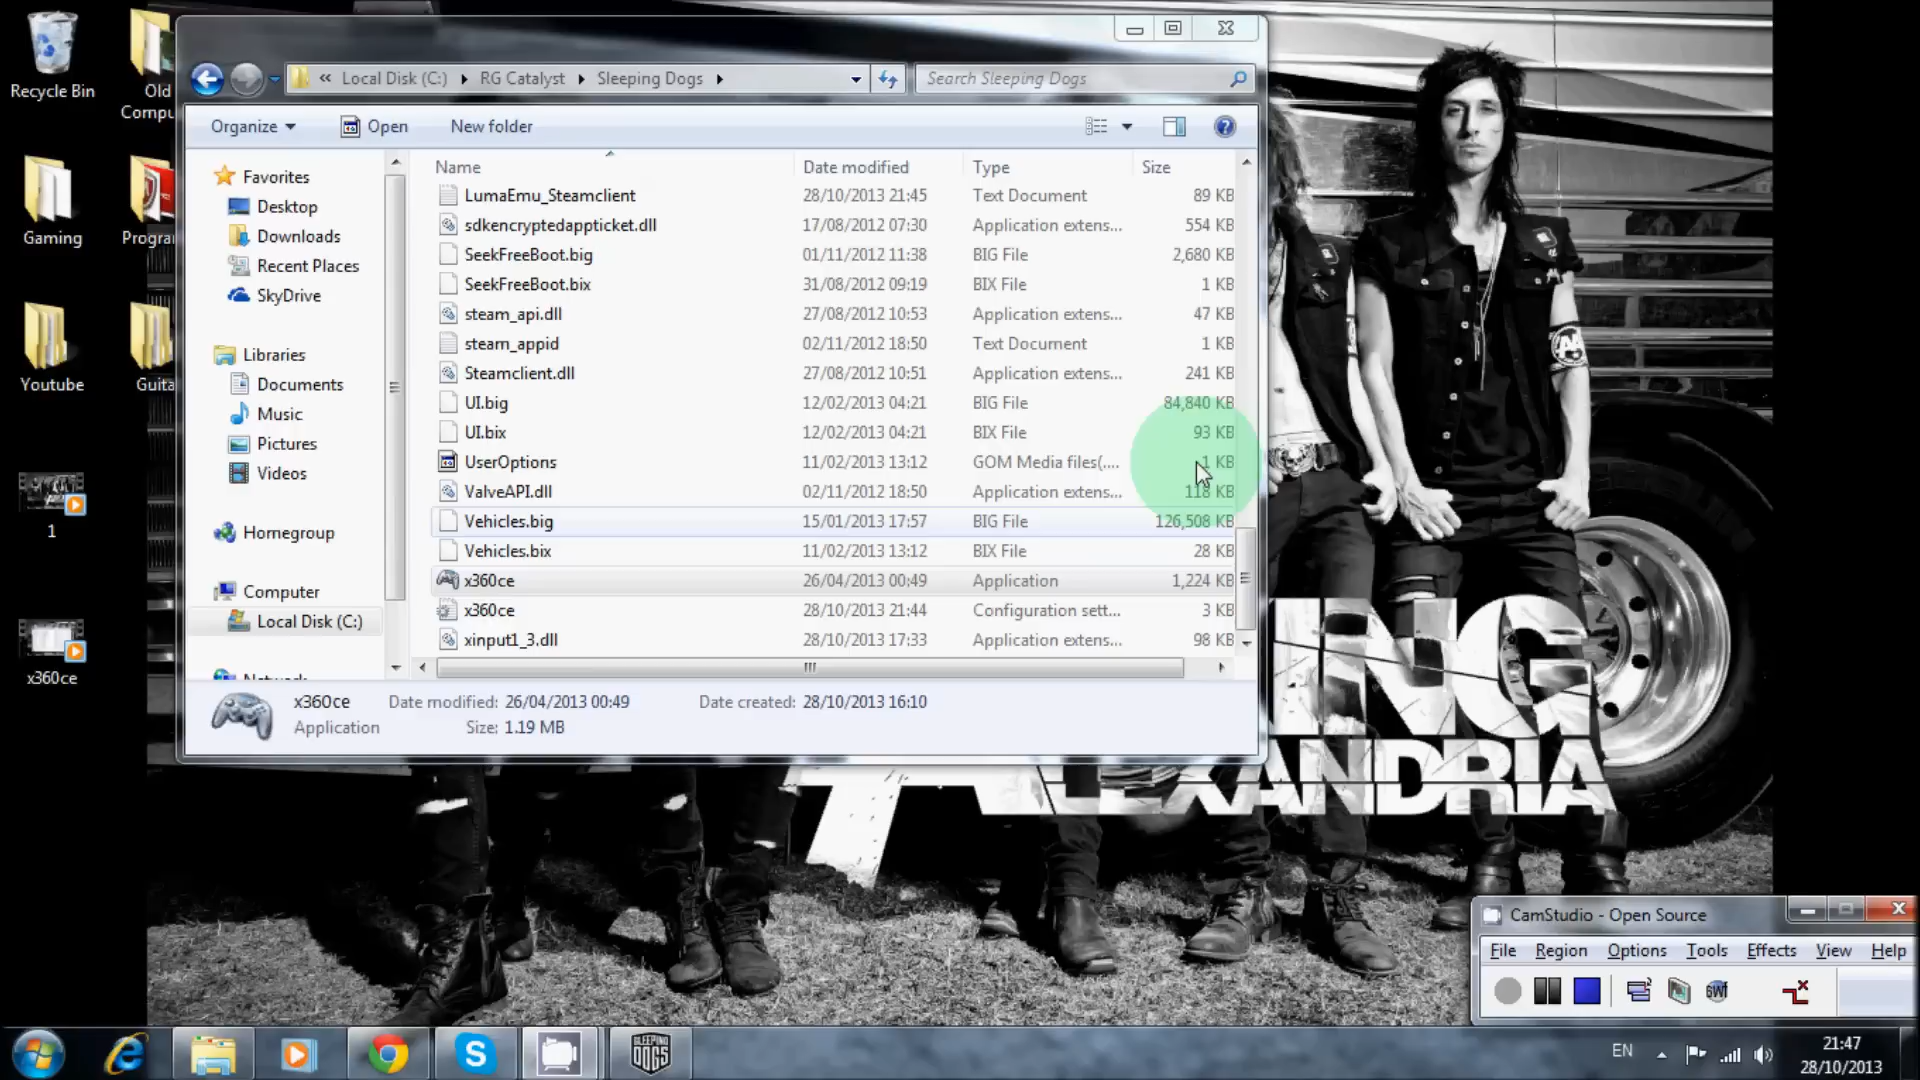 Recycle Bin
Old
Compu
Gaming
Progra
Youtube
Guita
1
x360ce
« Local Disk (C:) ▸ RG Catalyst ▸ Sleeping Dogs ▸
Search Sleeping Dogs
Organize
Open
New folder
Favorites
Desktop
Downloads
Recent Places
SkyDrive
Libraries
Documents
Music
Pictures
Videos
Homegroup
Computer
Local Disk (C:)
Name Date modified Type Size
LumaEmu_Steamclient 28/10/2013 21:45 Text Document 89 KB
sdkencryptedappticket.dll 17/08/2012 07:30 Application extens... 554 KB
SeekFreeBoot.big 01/11/2012 11:38 BIG File 2,680 KB
SeekFreeBoot.bix 31/08/2012 09:19 BIX File 1 KB
steam_api.dll 27/08/2012 10:53 Application extens... 47 KB
steam_appid 02/11/2012 18:50 Text Document 1 KB
Steamclient.dll 27/08/2012 10:51 Application extens... 241 KB
UI.big 12/02/2013 04:21 BIG File 84,840 KB
UI.bix 12/02/2013 04:21 BIX File 93 KB
UserOptions 11/02/2013 13:12 GOM Media files(.... 1 KB
ValveAPI.dll 02/11/2012 18:50 Application extens... 118 KB
Vehicles.big 15/01/2013 17:57 BIG File 126,508 KB
Vehicles.bix 11/02/2013 13:12 BIX File 28 KB
x360ce 26/04/2013 00:49 Application 1,224 KB
x360ce 28/10/2013 21:44 Configuration sett... 3 KB
xinput1_3.dll 28/10/2013 17:33 Application extens... 98 KB
x360ce Date modified: 26/04/2013 00:49 Date created: 28/10/2013 16:10
Application Size: 1.19 MB
ING
ALEXANDRIA
CamStudio - Open Source
File Region Options Tools Effects View Help
SLEEPING
DOGS
EN
21:47
28/10/2013